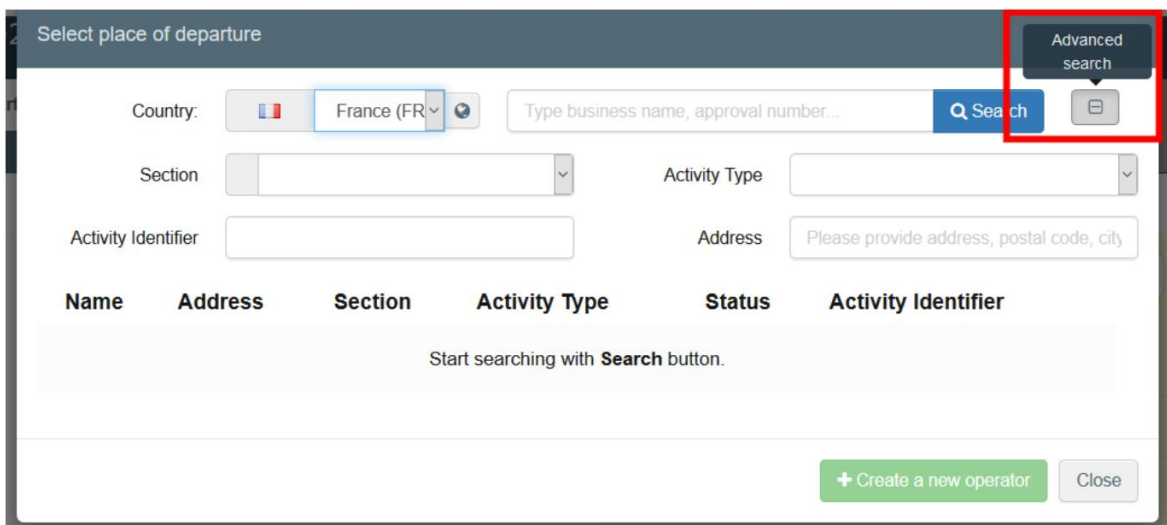 Select place of departure
Advanced
search
Country:
France (FR
Type business name, approval number...
Search
Section
Activity Type
Activity Identifier
Address
Please provide address, postal code, city
Name Address Section Activity Type Status Activity Identifier
Start searching with Search button.
+ Create a new operator
Close